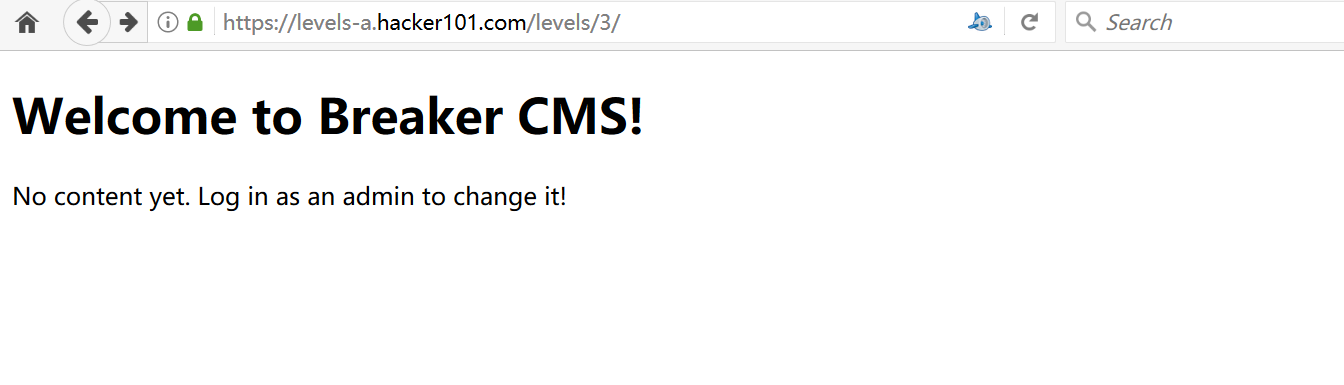 https://levels-a.hacker101.com/levels/3/
Search
Welcome to Breaker CMS!
No content yet. Log in as an admin to change it!